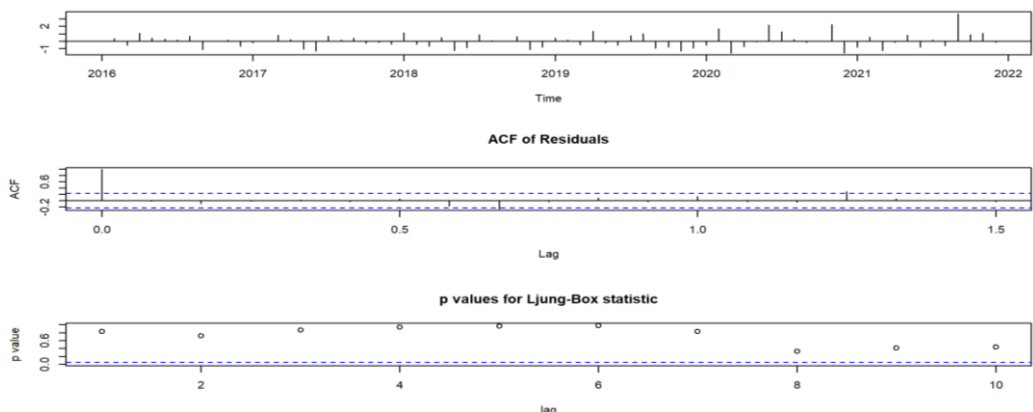 2
-1
2016 2017 2018 2019 2020 2021 2022
Time
ACF of Residuals
ACF
0.6
-0.2
0.0 0.5 1.0 1.5
Lag
p values for Ljung-Box statistic
p value
0.6
0.0
2 4 6 8 10
lag